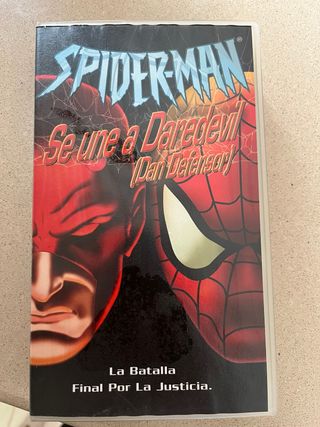 SPIDER-MAN®
Se une a Daredevil
(Dan Defensor)
La Batalla
Final Por La Justicia.